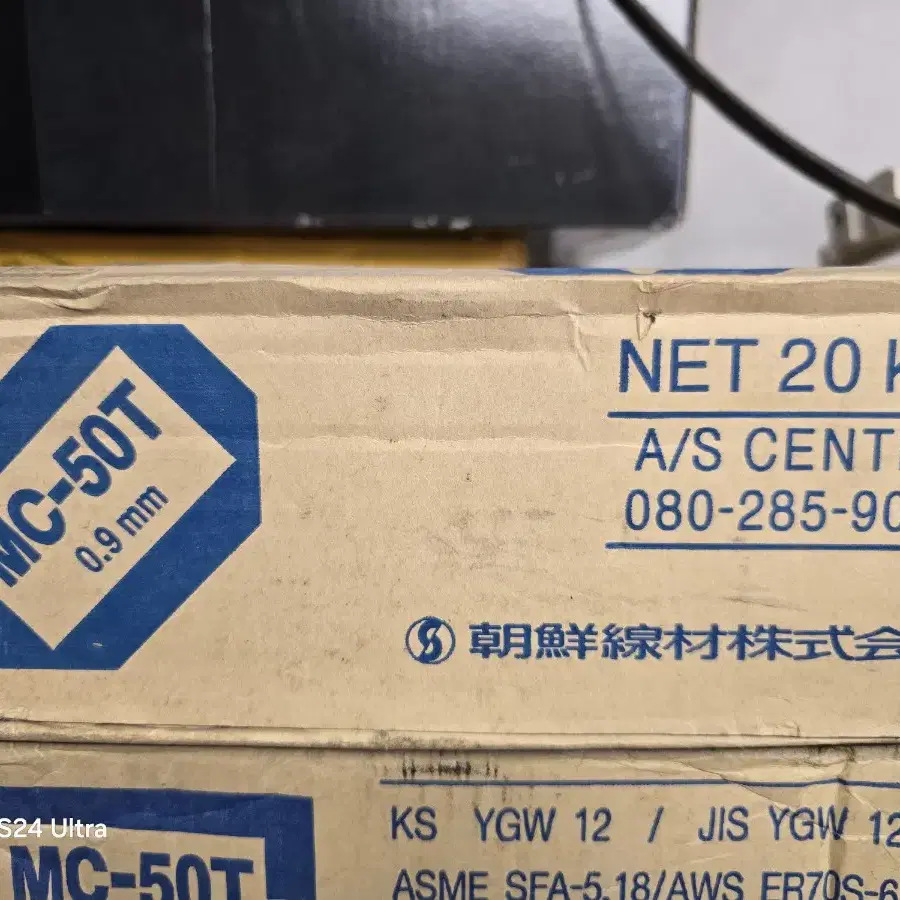 MC-50T
0.9 mm
NET 20
A/S CENT
080-285-90
朝鮮線材株式会
KS YGW 12 / JIS YGW 12
ASME SFA-5.18/AWS ER70S-6
MC-50T
S24 Ultra